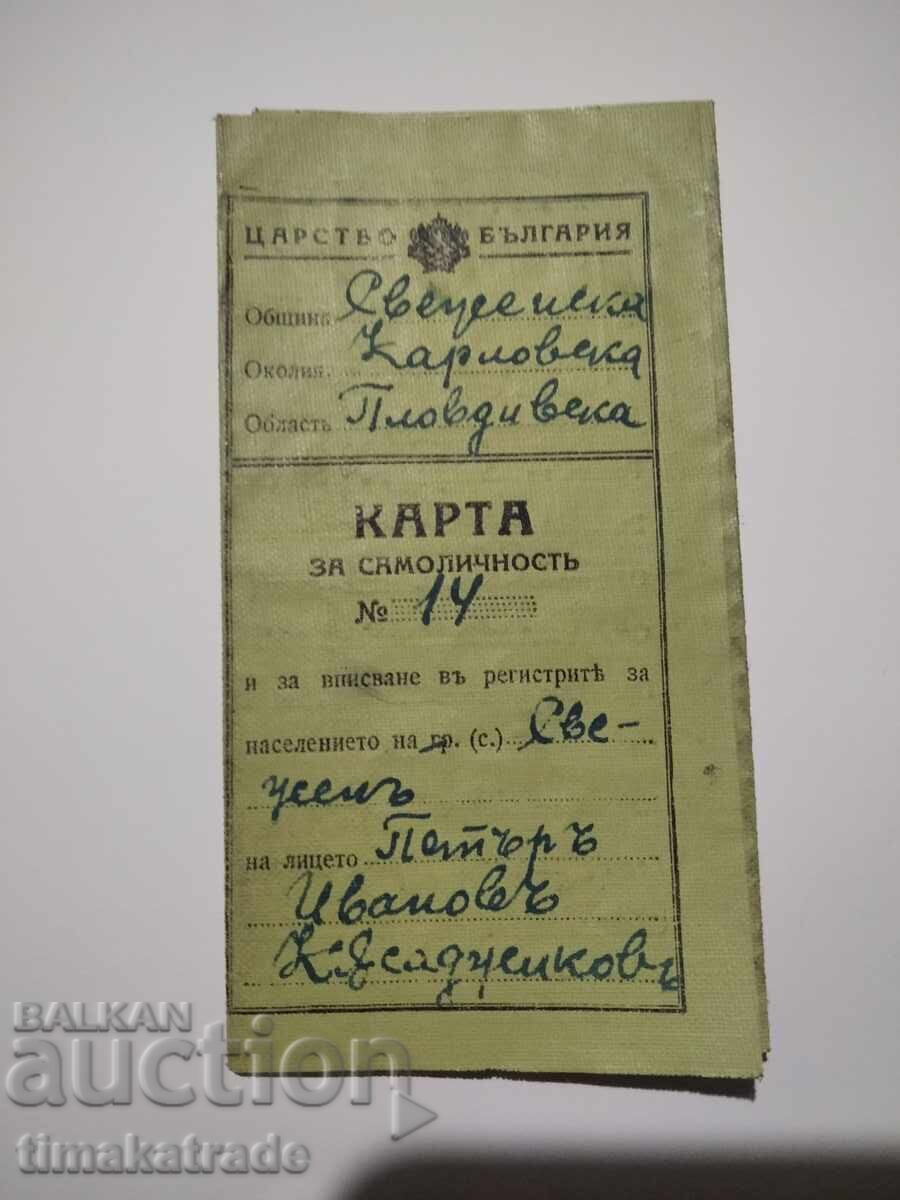 ЦАРСТВО БЪЛГАРИЯ
Община Свеженска
Околия Карловска
Область Пловдивска
КАРТА
ЗА САМОЛИЧНОСТЬ
№ 14
и за вписване въ регистритѣ за
населението на гр. (с.) Све-
женъ
на лицето Петъръ
Ивановъ
BALKAN
auction
timakatrade